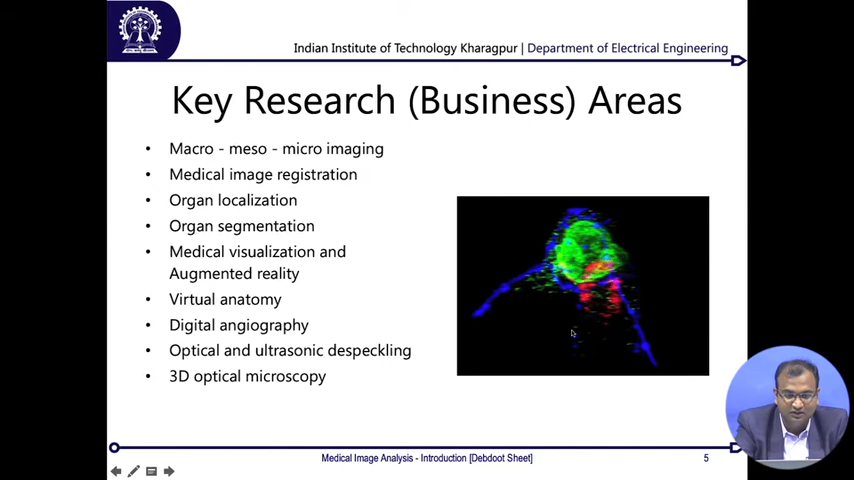 Indian Institute of Technology Kharagpur | Department of Electrical Engineering
Key Research (Business) Areas
• Macro - meso - micro imaging
• Medical image registration
• Organ localization
• Organ segmentation
• Medical visualization and
Augmented reality
• Virtual anatomy
• Digital angiography
• Optical and ultrasonic despeckling
• 3D optical microscopy
Medical Image Analysis - Introduction [Debdoot Sheet]
5